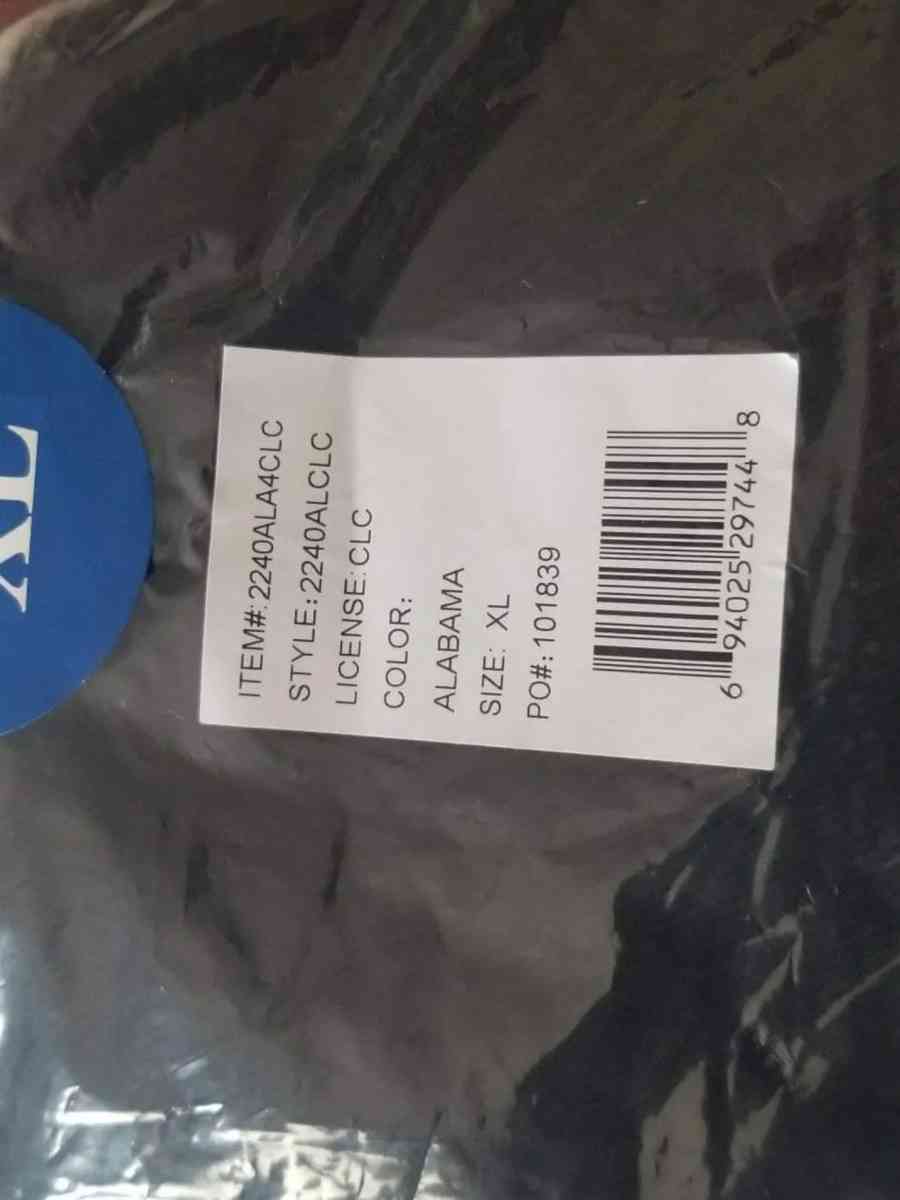 XL
ITEM#:2240ALA4CLC
STYLE:2240ALCLC
LICENSE:CLC
COLOR:
ALABAMA
SIZE: XL
PO#:101839
6 94025 29744 8